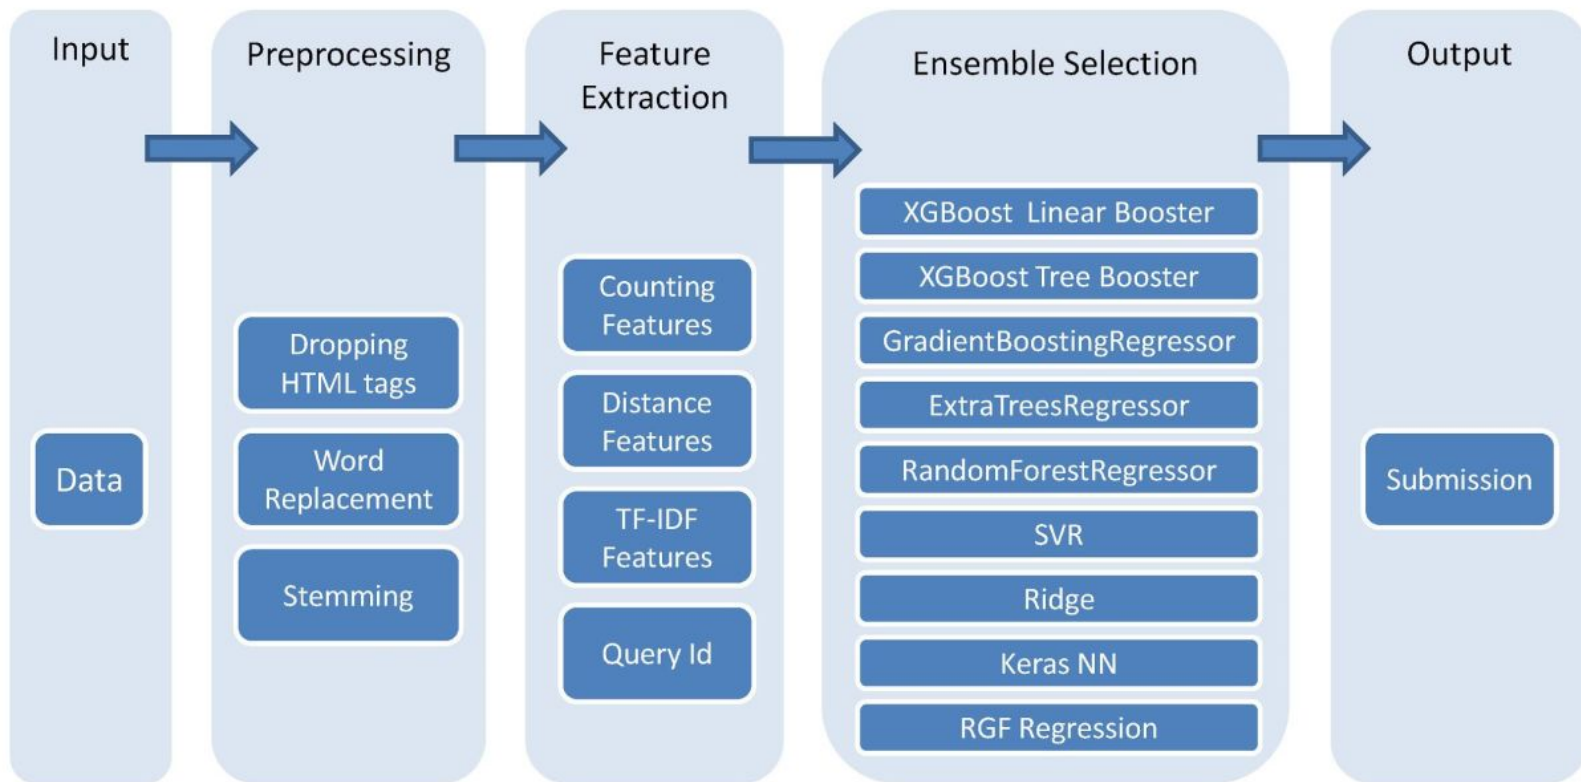 Input
Data
Preprocessing
Dropping
HTML tags
Word
Replacement
Stemming
Feature
Extraction
Counting
Features
Distance
Features
TF-IDF
Features
Query Id
Ensemble Selection
XGBoost Linear Booster
XGBoost Tree Booster
GradientBoostingRegressor
ExtraTreesRegressor
RandomForestRegressor
SVR
Ridge
Keras NN
RGF Regression
Output
Submission